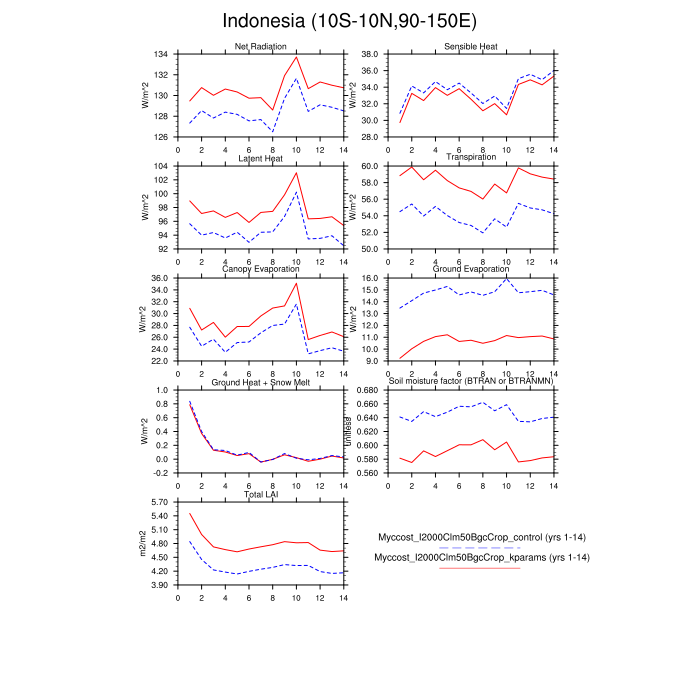 Indonesia (10S-10N,90-150E)
Net Radiation
Sensible Heat
134
132
130
128
126
W/m^2
0 2 4 6 8 10 12 14
38.0
36.0
34.0
32.0
30.0
28.0
W/m^2
0 2 4 6 8 10 12 14
Latent Heat
Transpiration
104
102
100
98
96
94
92
W/m^2
0 2 4 6 8 10 12 14
60.0
58.0
56.0
54.0
52.0
50.0
W/m^2
0 2 4 6 8 10 12 14
Canopy Evaporation
Ground Evaporation
36.0
34.0
32.0
30.0
28.0
26.0
24.0
22.0
W/m^2
0 2 4 6 8 10 12 14
16.0
15.0
14.0
13.0
12.0
11.0
10.0
9.0
W/m^2
0 2 4 6 8 10 12 14
Ground Heat + Snow Melt
Soil moisture factor (BTRAN or BTRANMN)
1.0
0.8
0.6
0.4
0.2
0.0
-0.2
W/m^2
0 2 4 6 8 10 12 14
0.680
0.660
0.640
0.620
0.600
0.580
0.560
unitless
0 2 4 6 8 10 12 14
Total LAI
5.70
5.40
5.10
4.80
4.50
4.20
3.90
m2/m2
0 2 4 6 8 10 12 14
Myccost_I2000Clm50BgcCrop_control (yrs 1-14)
Myccost_I2000Clm50BgcCrop_kparams (yrs 1-14)